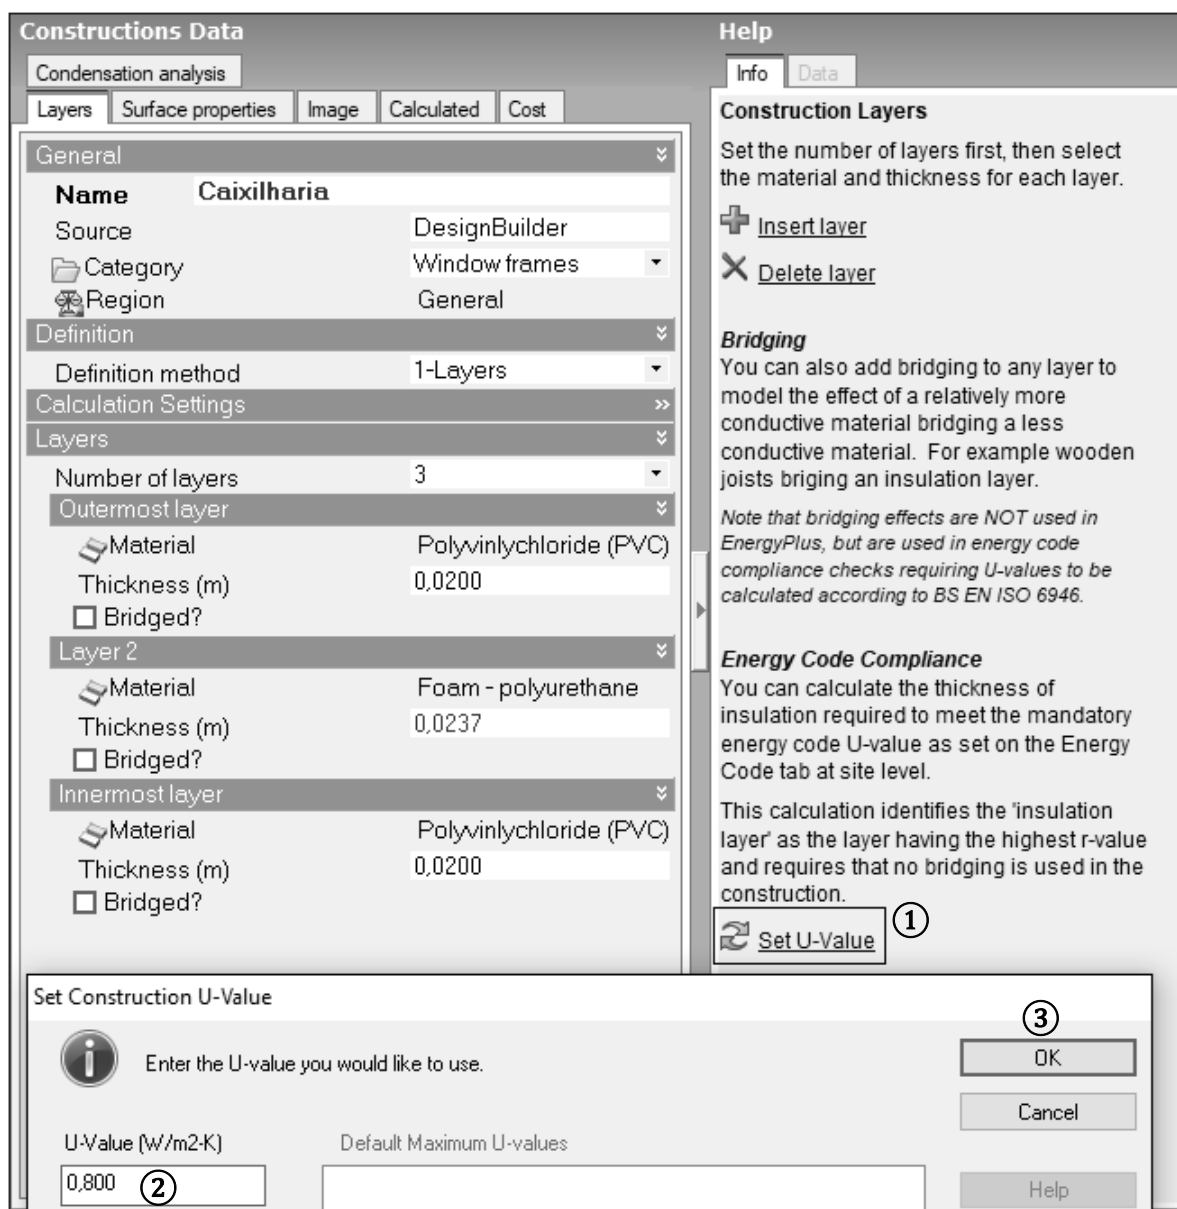 Constructions Data
Condensation analysis
Layers Surface properties Image Calculated Cost
General
Name Caixilharia
Source DesignBuilder
Category Window frames
Region General
Definition
Definition method 1-Layers
Calculation Settings
Layers
Number of layers 3
Outermost layer
Material Polyvinlychloride (PVC)
Thickness (m) 0,0200
Bridged?
Layer 2
Material Foam - polyurethane
Thickness (m) 0,0237
Bridged?
Innermost layer
Material Polyvinlychloride (PVC)
Thickness (m) 0,0200
Bridged?
Help
Info Data
Construction Layers
Set the number of layers first, then select
the material and thickness for each layer.
Insert layer
Delete layer
Bridging
You can also add bridging to any layer to
model the effect of a relatively more
conductive material bridging a less
conductive material. For example wooden
joists briging an insulation layer.
Note that bridging effects are NOT used in
EnergyPlus, but are used in energy code
compliance checks requiring U-values to be
calculated according to BS EN ISO 6946.
Energy Code Compliance
You can calculate the thickness of
insulation required to meet the mandatory
energy code U-value as set on the Energy
Code tab at site level.
This calculation identifies the 'insulation
layer' as the layer having the highest r-value
and requires that no bridging is used in the
construction.
Set U-Value ①
Set Construction U-Value
Enter the U-value you would like to use.
③
OK
Cancel
U-Value (W/m2-K) Default Maximum U-values
0,800 ②
Help